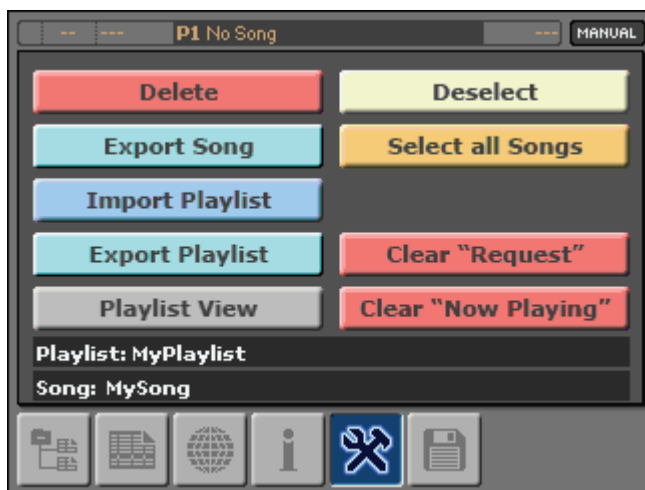 -- --- P1 No Song --- MANUAL
Delete Deselect
Export Song Select all Songs
Import Playlist
Export Playlist Clear “Request”
Playlist View Clear “Now Playing”
Playlist: MyPlaylist
Song: MySong
i